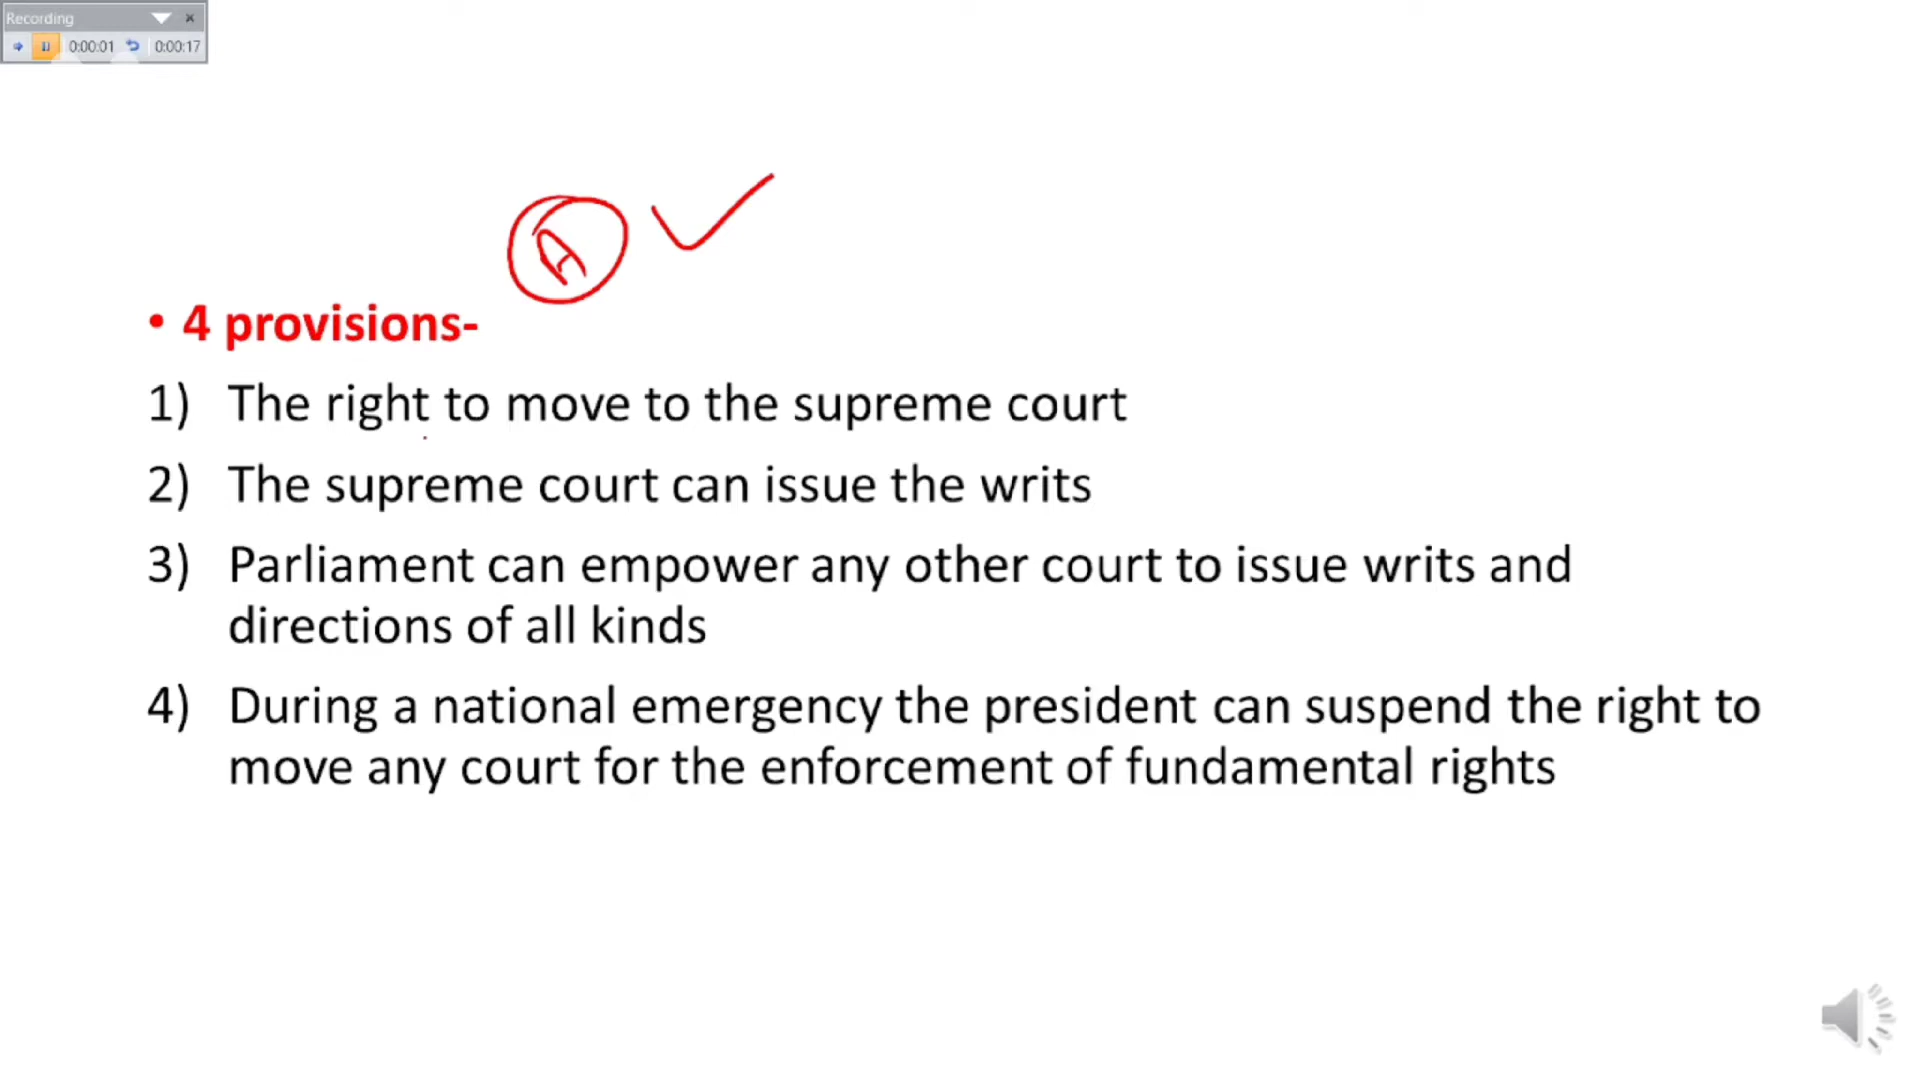 Recording
0:00:01 0:00:17
A
• 4 provisions-
1) The right to move to the supreme court
2) The supreme court can issue the writs
3) Parliament can empower any other court to issue writs and
directions of all kinds
4) During a national emergency the president can suspend the right to
move any court for the enforcement of fundamental rights